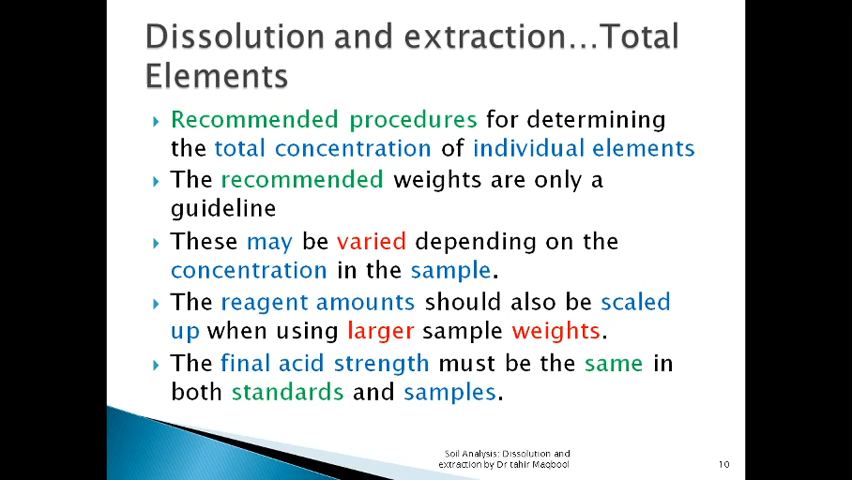 Dissolution and extraction…Total
Elements
Recommended procedures for determining
the total concentration of individual elements
The recommended weights are only a
guideline
These may be varied depending on the
concentration in the sample.
The reagent amounts should also be scaled
up when using larger sample weights.
The final acid strength must be the same in
both standards and samples.
Soil Analysis: Dissolution and
extraction by Dr tahir Maqbool
10